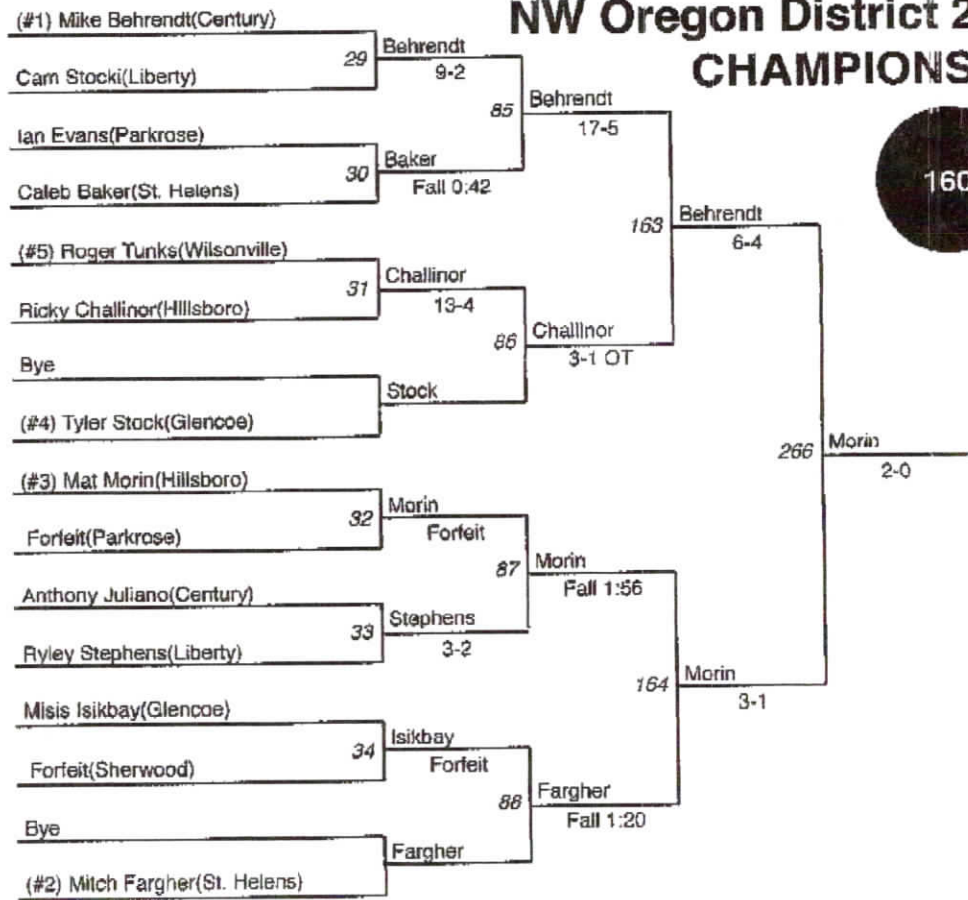 NW Oregon District 2
CHAMPIONS
160
(#1) Mike Behrendt(Century)
29
Behrendt
9-2
Cam Stocki(Liberty)
85
Behrendt
17-5
Ian Evans(Parkrose)
30
Baker
Fall 0:42
Caleb Baker(St. Helens)
163
Behrendt
6-4
(#5) Roger Tunks(Wilsonville)
31
Challinor
13-4
Ricky Challinor(Hillsboro)
86
Challinor
3-1 OT
Bye
Stock
(#4) Tyler Stock(Glencoe)
266
Morin
2-0
(#3) Mat Morin(Hillsboro)
32
Morin
Forfeit
Forfeit(Parkrose)
87
Morin
Fall 1:56
Anthony Juliano(Century)
33
Stephens
3-2
Ryley Stephens(Liberty)
164
Morin
3-1
Misis Isikbay(Glencoe)
34
Isikbay
Forfeit
Forfeit(Sherwood)
88
Fargher
Fall 1:20
Bye
Fargher
(#2) Mitch Fargher(St. Helens)